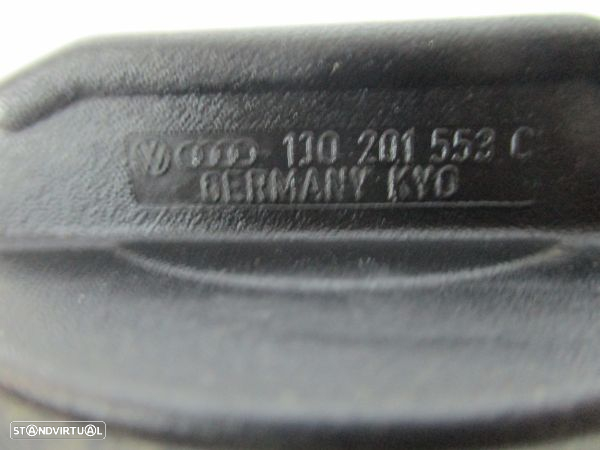 1J0 201 553 C
GERMANY KYO
STANDVIRTUAL